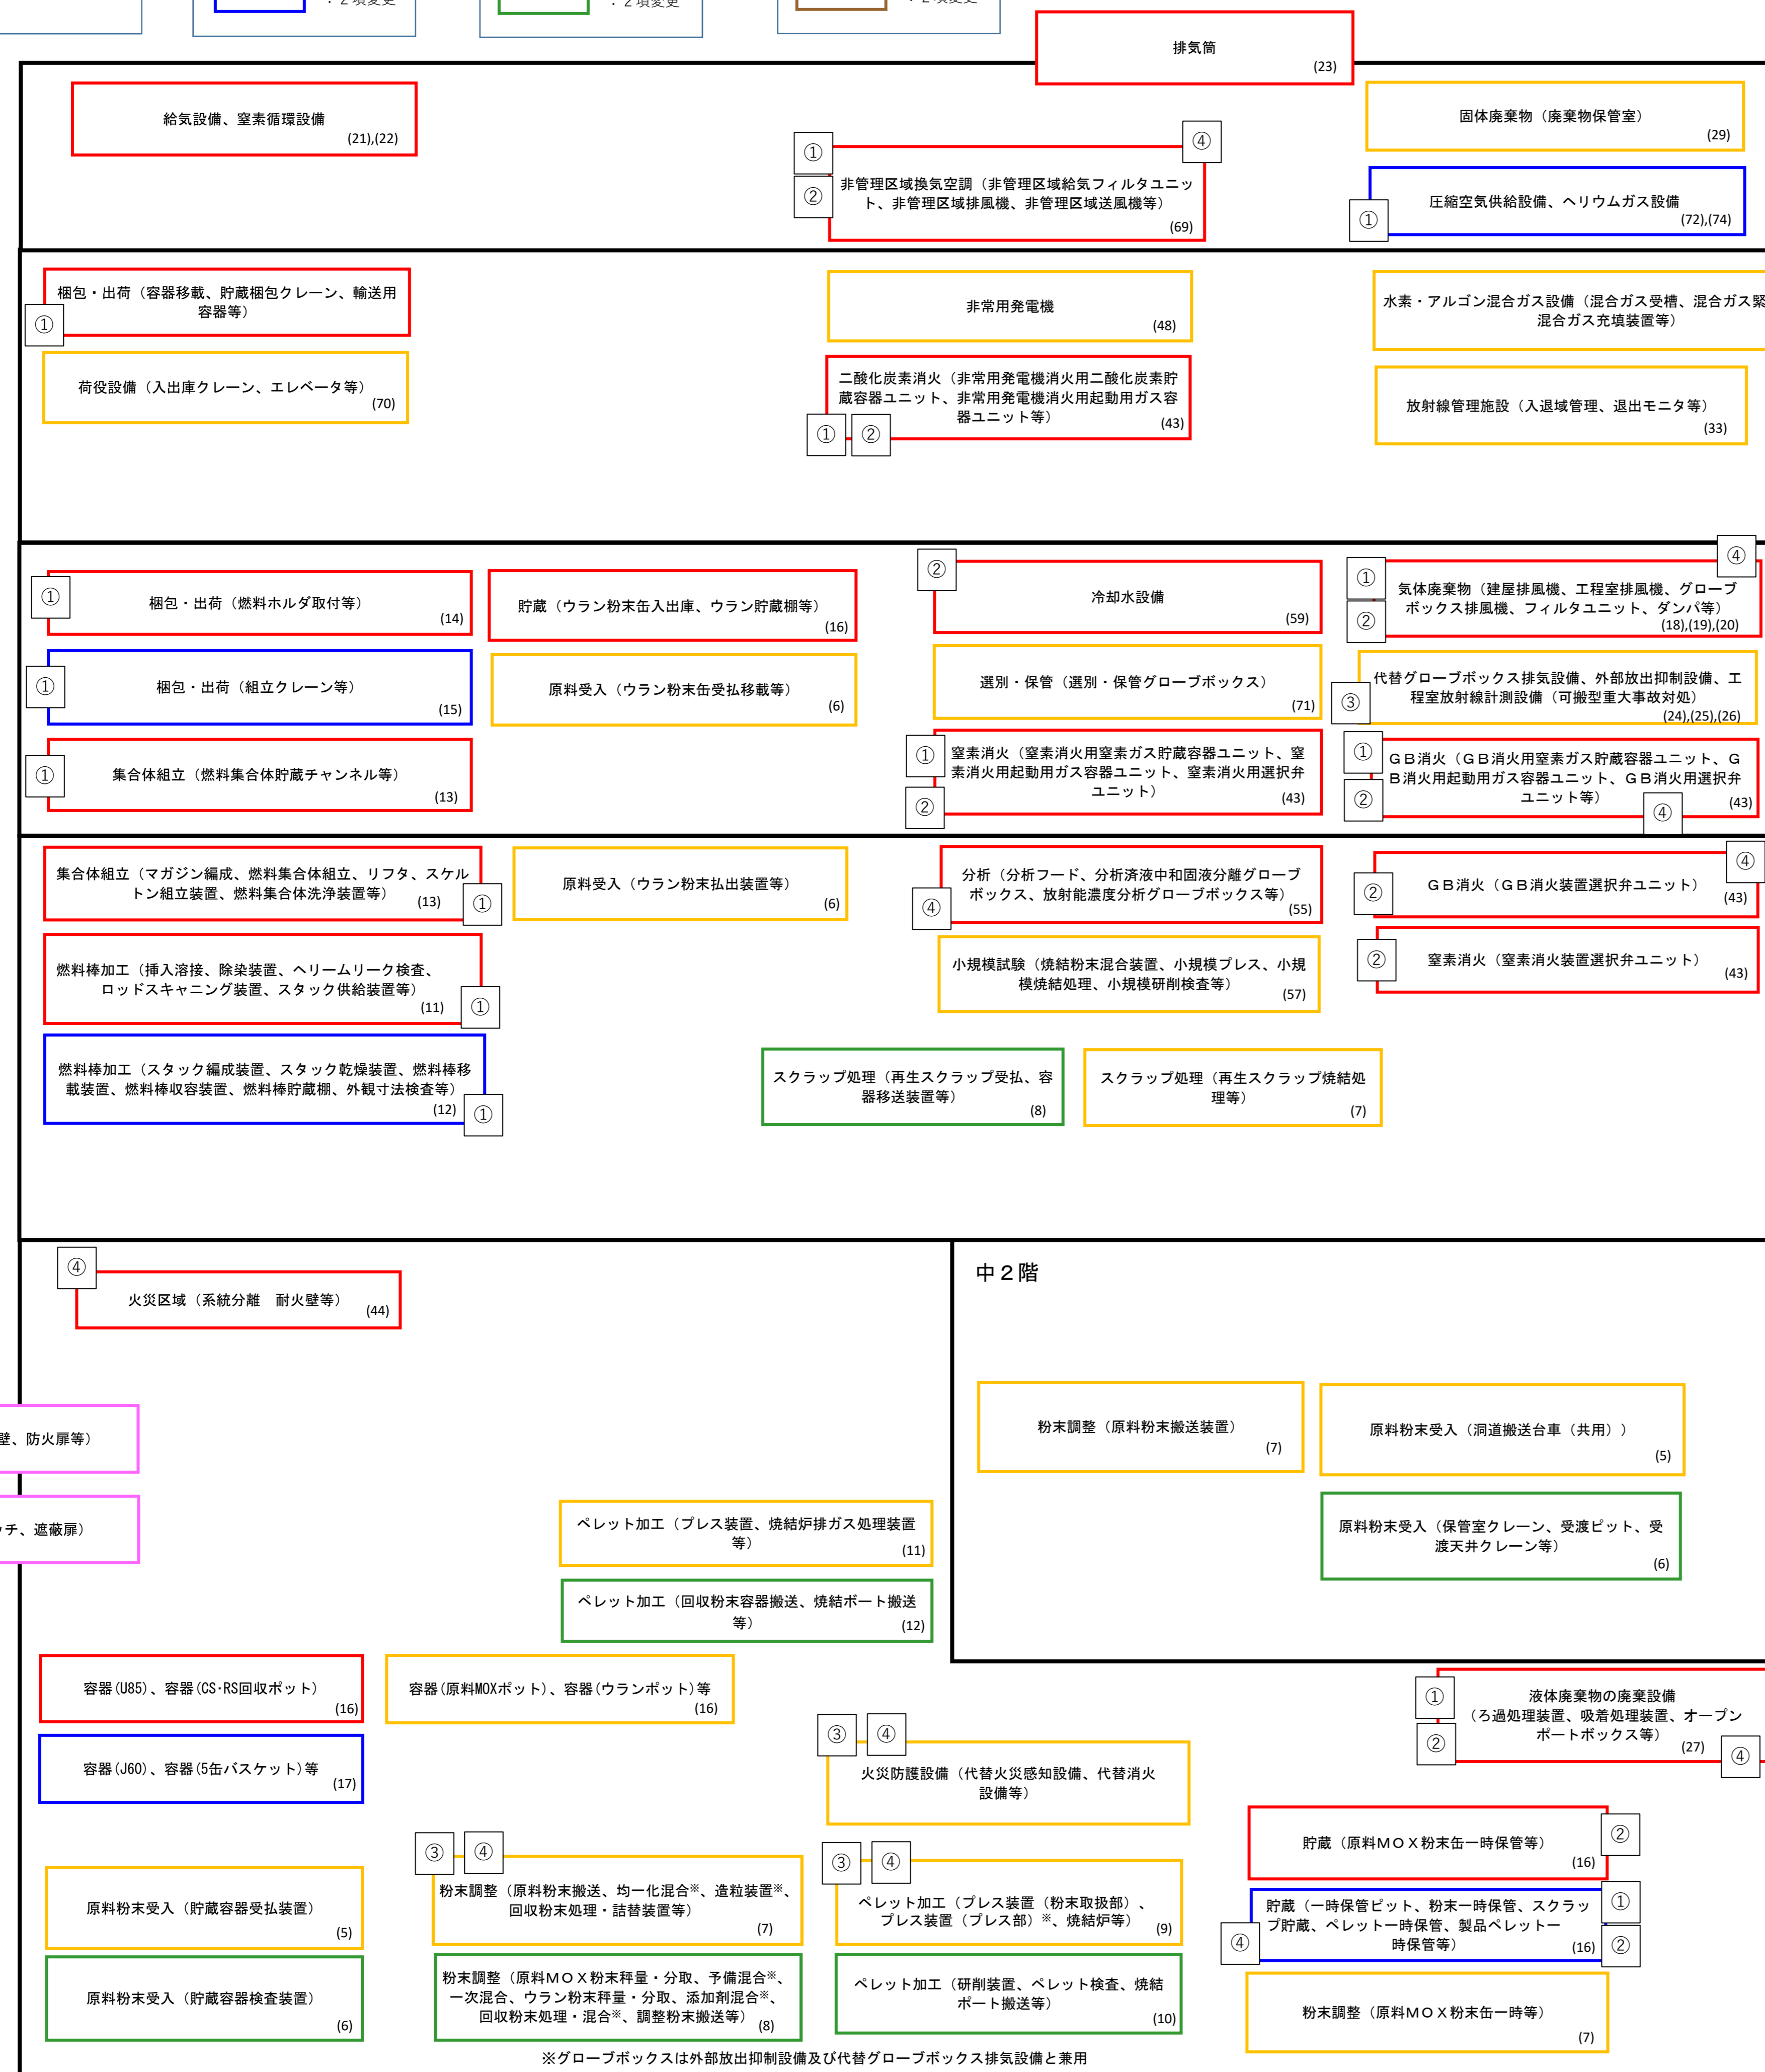 ：２項変更
：２項変更
：２項変更
排気筒
(23)
給気設備、窒素循環設備
(21),(22)
①
②
④
非管理区域換気空調（非管理区域給気フィルタユニッ
ト、非管理区域排風機、非管理区域送風機等）
(69)
固体廃棄物（廃棄物保管室）
(29)
圧縮空気供給設備、ヘリウムガス設備
(72),(74)
①
梱包・出荷（容器移載、貯蔵梱包クレーン、輸送用
容器等）
①
荷役設備（入出庫クレーン、エレベータ等）
(70)
非常用発電機
(48)
二酸化炭素消火（非常用発電機消火用二酸化炭素貯
蔵容器ユニット、非常用発電機消火用起動用ガス容
器ユニット等）
(43)
①
②
水素・アルゴン混合ガス設備（混合ガス受槽、混合ガス緊
混合ガス充填装置等）
放射線管理施設（入退域管理、退出モニタ等）
(33)
①
梱包・出荷（燃料ホルダ取付等）
(14)
①
梱包・出荷（組立クレーン等）
(15)
①
集合体組立（燃料集合体貯蔵チャンネル等）
(13)
貯蔵（ウラン粉末缶入出庫、ウラン貯蔵棚等）
(16)
原料受入（ウラン粉末缶受払移載等）
(6)
②
冷却水設備
(59)
選別・保管（選別・保管グローブボックス）
(71)
①
②
窒素消火（窒素消火用窒素ガス貯蔵容器ユニット、窒
素消火用起動用ガス容器ユニット、窒素消火用選択弁
ユニット）
(43)
①
②
④
気体廃棄物（建屋排風機、工程室排風機、グローブ
ボックス排風機、フィルタユニット、ダンパ等）
(18),(19),(20)
③
代替グローブボックス排気設備、外部放出抑制設備、工
程室放射線計測設備（可搬型重大事故対処）
(24),(25),(26)
①
②
ＧＢ消火（ＧＢ消火用窒素ガス貯蔵容器ユニット、Ｇ
Ｂ消火用起動用ガス容器ユニット、ＧＢ消火用選択弁
ユニット等）
(43)
④
集合体組立（マガジン編成、燃料集合体組立、リフタ、スケル
トン組立装置、燃料集合体洗浄装置等）
(13)
①
燃料棒加工（挿入溶接、除染装置、ヘリームリーク検査、
ロッドスキャニング装置、スタック供給装置等）
(11)
①
燃料棒加工（スタック編成装置、スタック乾燥装置、燃料棒移
載装置、燃料棒収容装置、燃料棒貯蔵棚、外観寸法検査等）
(12)
①
原料受入（ウラン粉末払出装置等）
(6)
分析（分析フード、分析済液中和固液分離グローブ
ボックス、放射能濃度分析グローブボックス等）
(55)
④
小規模試験（焼結粉末混合装置、小規模プレス、小規
模焼結処理、小規模研削検査等）
(57)
④
②
ＧＢ消火（ＧＢ消火装置選択弁ユニット）
(43)
②
窒素消火（窒素消火装置選択弁ユニット）
(43)
スクラップ処理（再生スクラップ受払、容
器移送装置等）
(8)
スクラップ処理（再生スクラップ焼結処
理等）
(7)
④
火災区域（系統分離　耐火壁等）
(44)
壁、防火扉等）
ッチ、遮蔽扉）
中２階
粉末調整（原料粉末搬送装置）
(7)
原料粉末受入（洞道搬送台車（共用））
(5)
原料粉末受入（保管室クレーン、受渡ピット、受
渡天井クレーン等）
(6)
ペレット加工（プレス装置、焼結炉排ガス処理装置
等）
(11)
ペレット加工（回収粉末容器搬送、焼結ボート搬送
等）
(12)
容器(U85)、容器(CS･RS回収ポット)
(16)
容器(原料MOXポット)、容器(ウランポット)等
(16)
容器(J60)、容器(5缶バスケット)等
(17)
③
④
火災防護設備（代替火災感知設備、代替消火
設備等）
①
②
液体廃棄物の廃棄設備
（ろ過処理装置、吸着処理装置、オープン
ポートボックス等）
(27)
④
原料粉末受入（貯蔵容器受払装置）
(5)
原料粉末受入（貯蔵容器検査装置）
(6)
③
④
粉末調整（原料粉末搬送、均一化混合※、造粒装置※、
回収粉末処理・詰替装置等）
(7)
粉末調整（原料ＭＯＸ粉末秤量・分取、予備混合※、
一次混合、ウラン粉末秤量・分取、添加剤混合※、
回収粉末処理・混合※、調整粉末搬送等）
(8)
③
④
ペレット加工（プレス装置（粉末取扱部）、
プレス装置（プレス部）※、焼結炉等）
(9)
ペレット加工（研削装置、ペレット検査、焼結
ボート搬送等）
(10)
貯蔵（原料ＭＯＸ粉末缶一時保管等）
(16)
②
貯蔵（一時保管ピット、粉末一時保管、スクラッ
プ貯蔵、ペレット一時保管、製品ペレット一
時保管等）
(16)
①
②
④
粉末調整（原料ＭＯＸ粉末缶一時等）
(7)
※グローブボックスは外部放出抑制設備及び代替グローブボックス排気設備と兼用